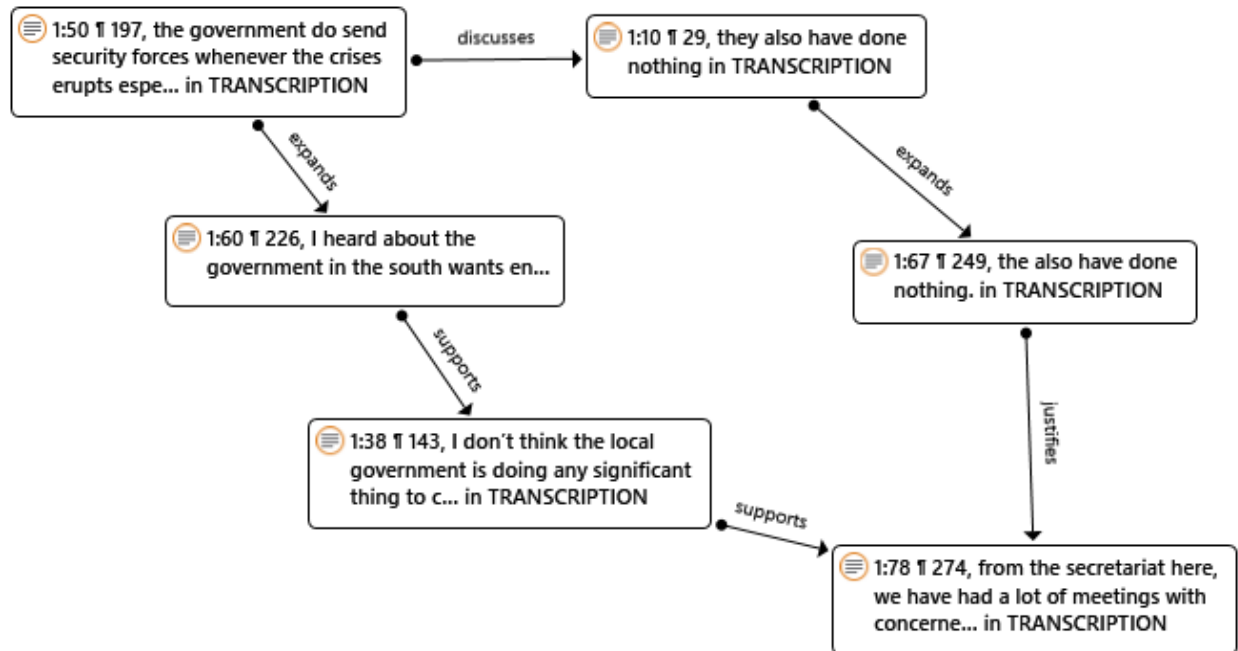 1:50 ¶ 197, the government do send
security forces whenever the crises
erupts espe... in TRANSCRIPTION
discusses
1:10 ¶ 29, they also have done
nothing in TRANSCRIPTION
expands
expands
1:60 ¶ 226, I heard about the
government in the south wants en...
1:67 ¶ 249, the also have done
nothing. in TRANSCRIPTION
supports
justifies
1:38 ¶ 143, I don't think the local
government is doing any significant
thing to c... in TRANSCRIPTION
supports
1:78 ¶ 274, from the secretariat here,
we have had a lot of meetings with
concerne... in TRANSCRIPTION